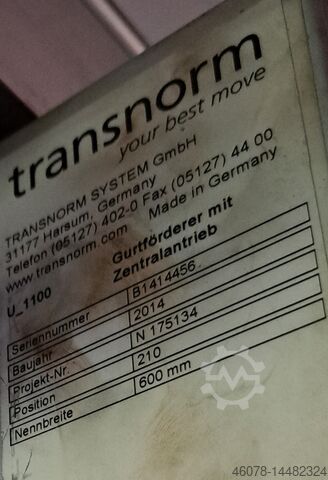 transnorm
your best move
TRANSNORM SYSTEM GmbH
31177 Harsum, Germany
Telefon (05127) 402-0 Fax (05127) 44 00
www.transnorm.com Made in Germany
U_1100 Gurtförderer mit
Zentralantrieb
Seriennummer B1414456
Baujahr 2014
Projekt-Nr. N 175134
Position 210
Nennbreite 600 mm
46078-14482324